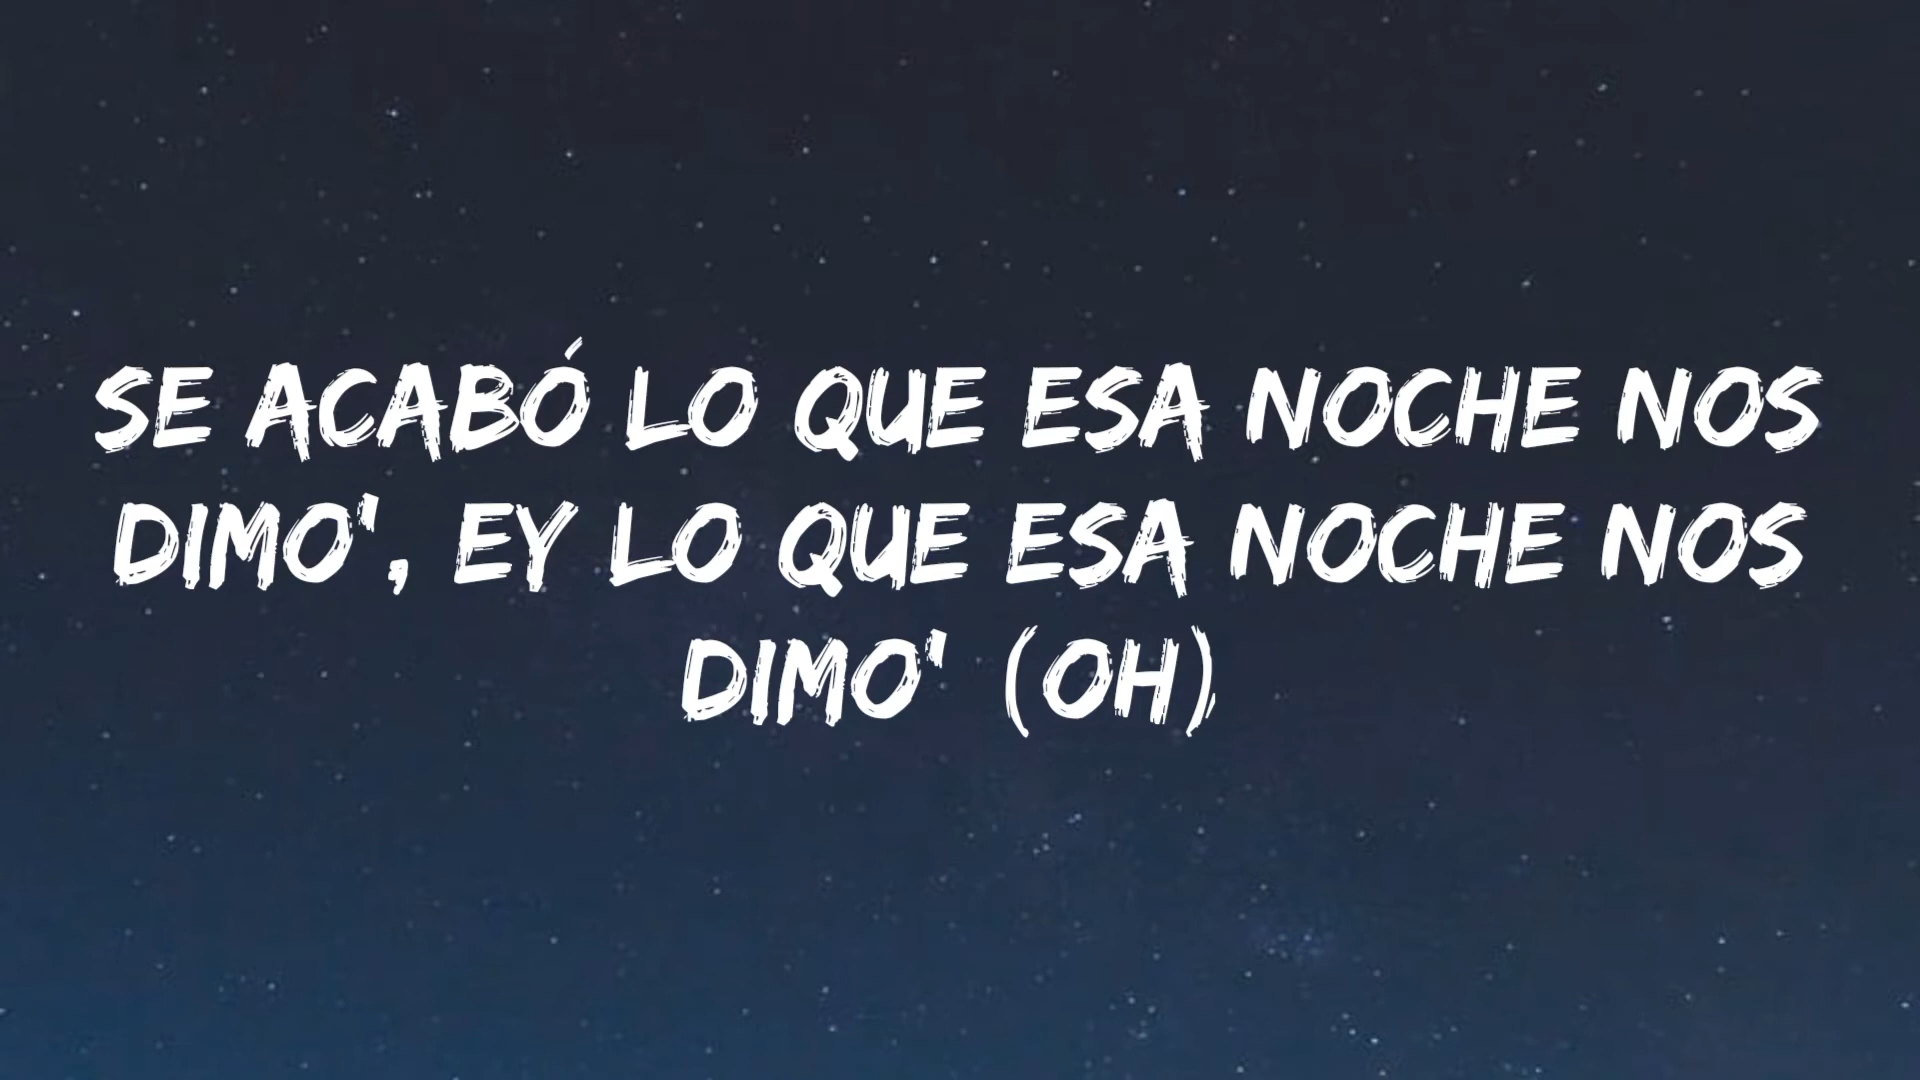 SE ACABÓ LO QUE ESA NOCHE NOS
DIMO', EY LO QUE ESA NOCHE NOS
DIMO' (OH)